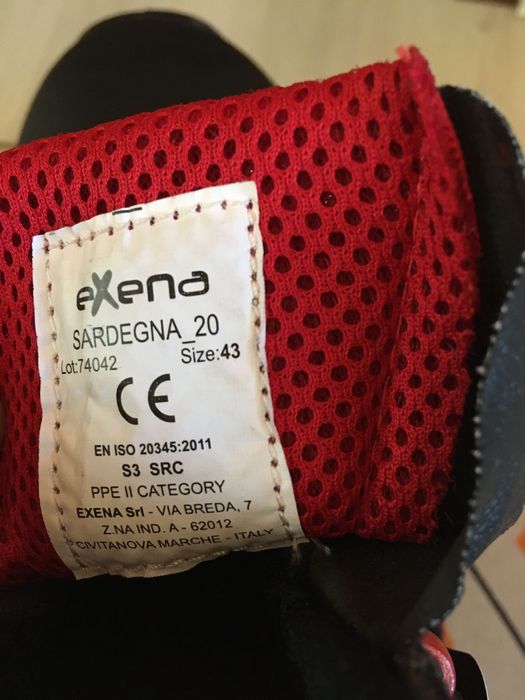 eXena
SARDEGNA_20
Lot:74042 Size:43
CE
EN ISO 20345:2011
S3 SRC
PPE II CATEGORY
EXENA Srl - VIA BREDA, 7
Z.NA IND. A - 62012
CIVITANOVA MARCHE - ITALY